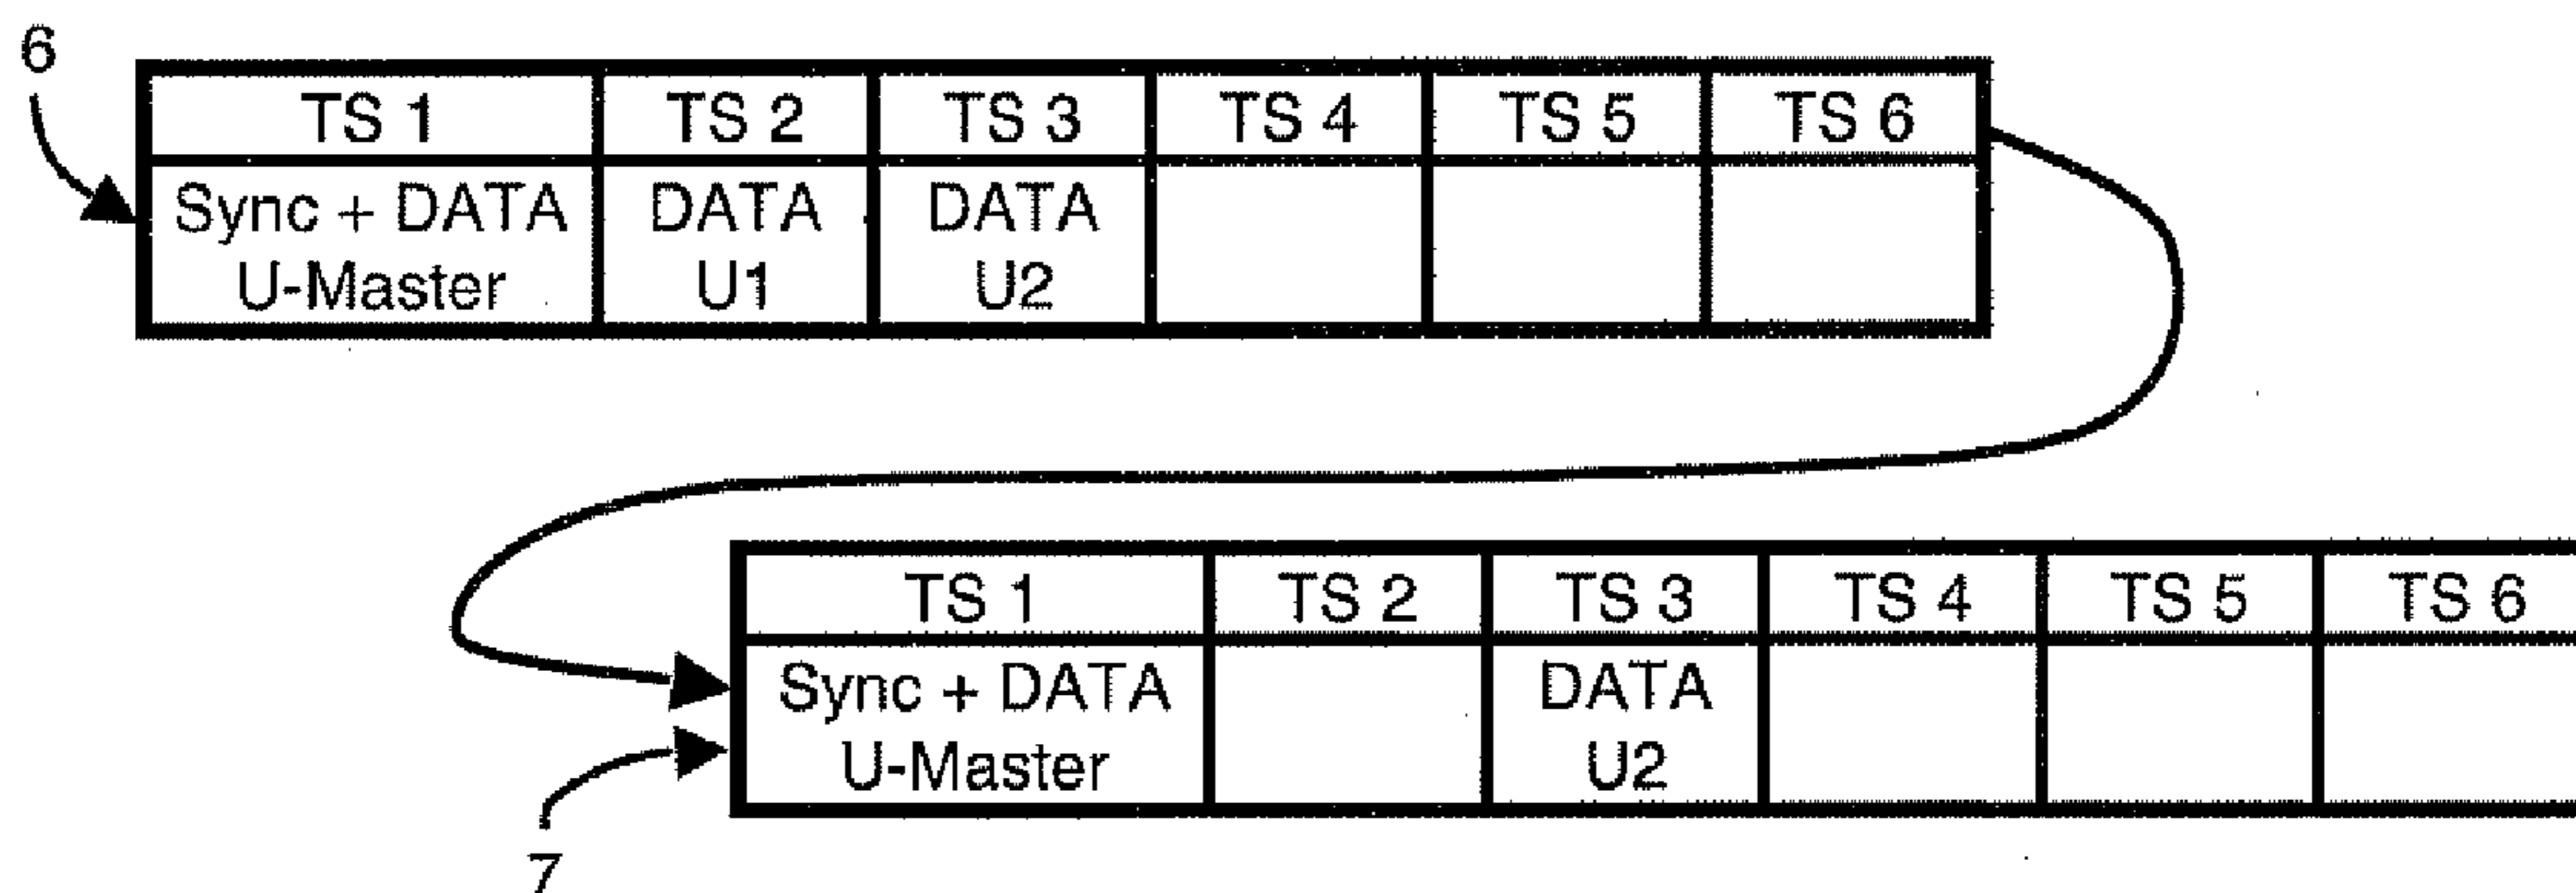 6
TS 1 TS 2 TS 3 TS 4 TS 5 TS 6
Sync + DATA DATA DATA
U-Master U1 U2
TS 1 TS 2 TS 3 TS 4 TS 5 TS 6
Sync + DATA DATA
U-Master U2
7